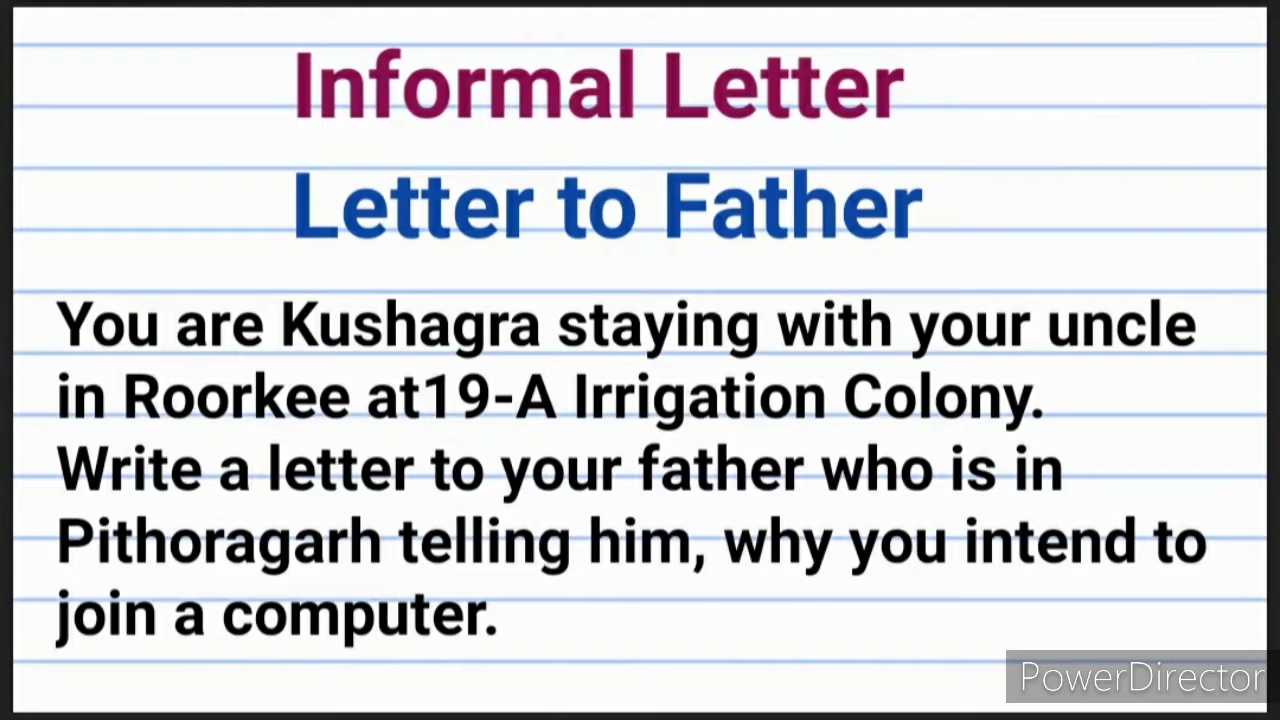 Informal Letter
Letter to Father
You are Kushagra staying with your uncle
in Roorkee at19-A Irrigation Colony.
Write a letter to your father who is in
Pithoragarh telling him, why you intend to
join a computer.
PowerDirector